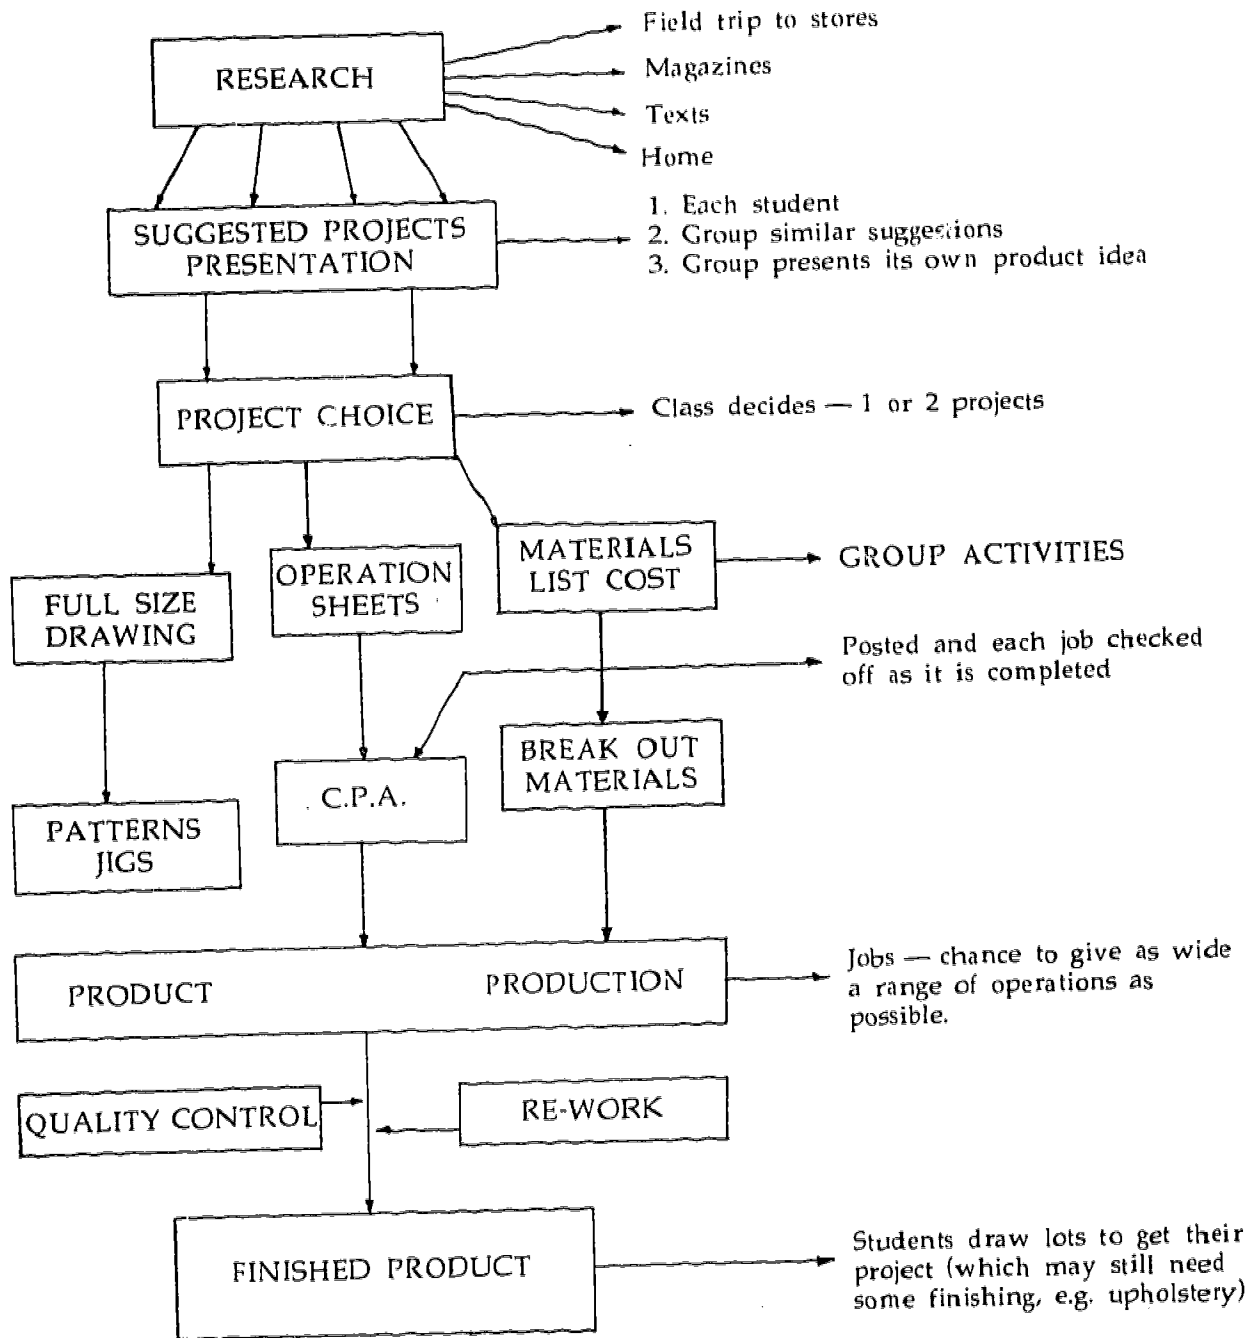 RESEARCH
Field trip to stores
Magazines
Texts
Home
SUGGESTED PROJECTS
PRESENTATION
1. Each student
2. Group similar suggestions
3. Group presents its own product idea
PROJECT CHOICE
Class decides — 1 or 2 projects
FULL SIZE
DRAWING
OPERATION
SHEETS
MATERIALS
LIST COST
GROUP ACTIVITIES
Posted and each job checked
off as it is completed
PATTERNS
JIGS
C.P.A.
BREAK OUT
MATERIALS
PRODUCT PRODUCTION
Jobs — chance to give as wide
a range of operations as
possible.
QUALITY CONTROL
RE-WORK
FINISHED PRODUCT
Students draw lots to get their
project (which may still need
some finishing, e.g. upholstery)